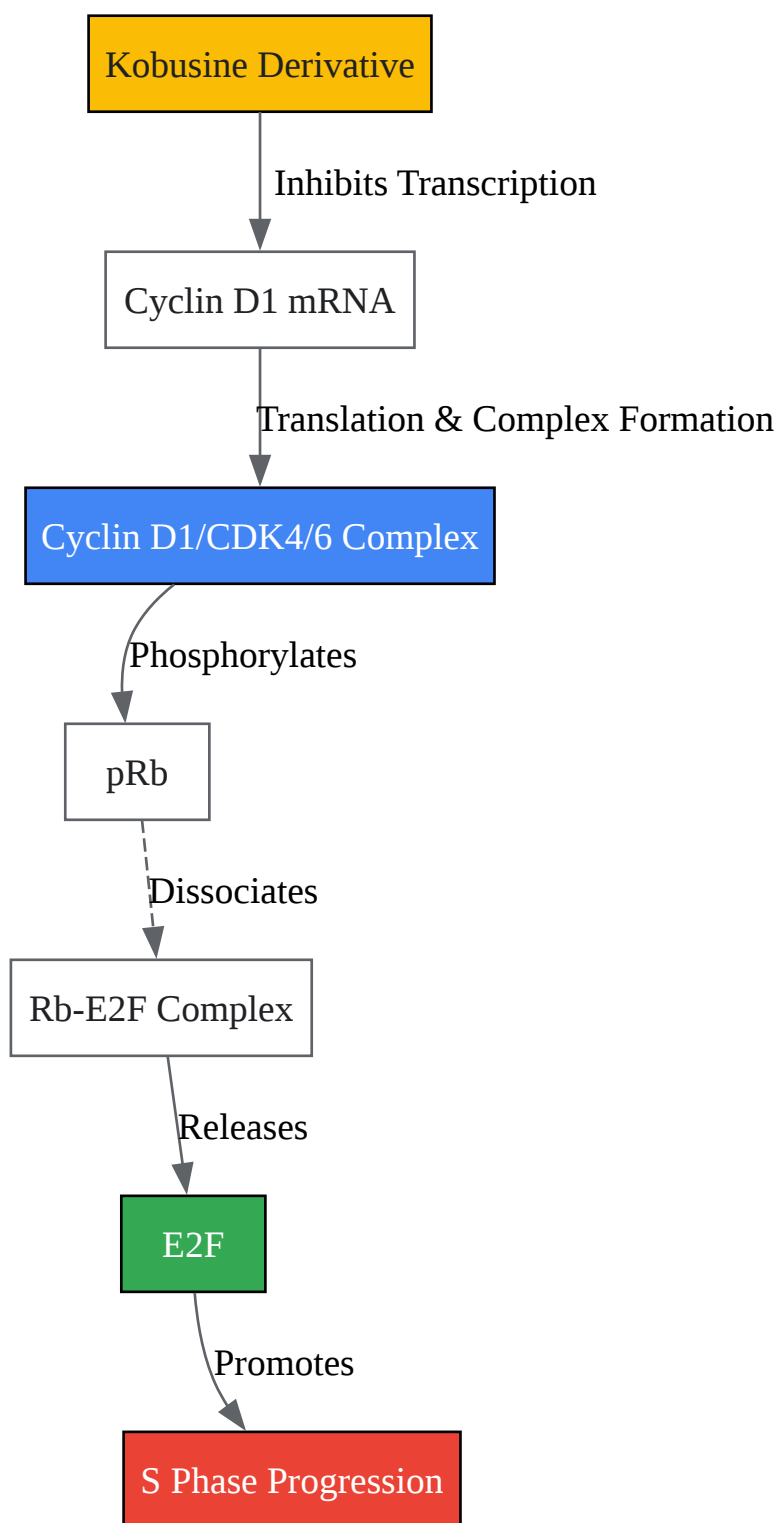 Kobusine Derivative
Inhibits Transcription
Cyclin D1 mRNA
Translation & Complex Formation
Cyclin D1/CDK4/6 Complex
Phosphorylates
pRb
Dissociates
Rb-E2F Complex
Releases
E2F
Promotes
S Phase Progression